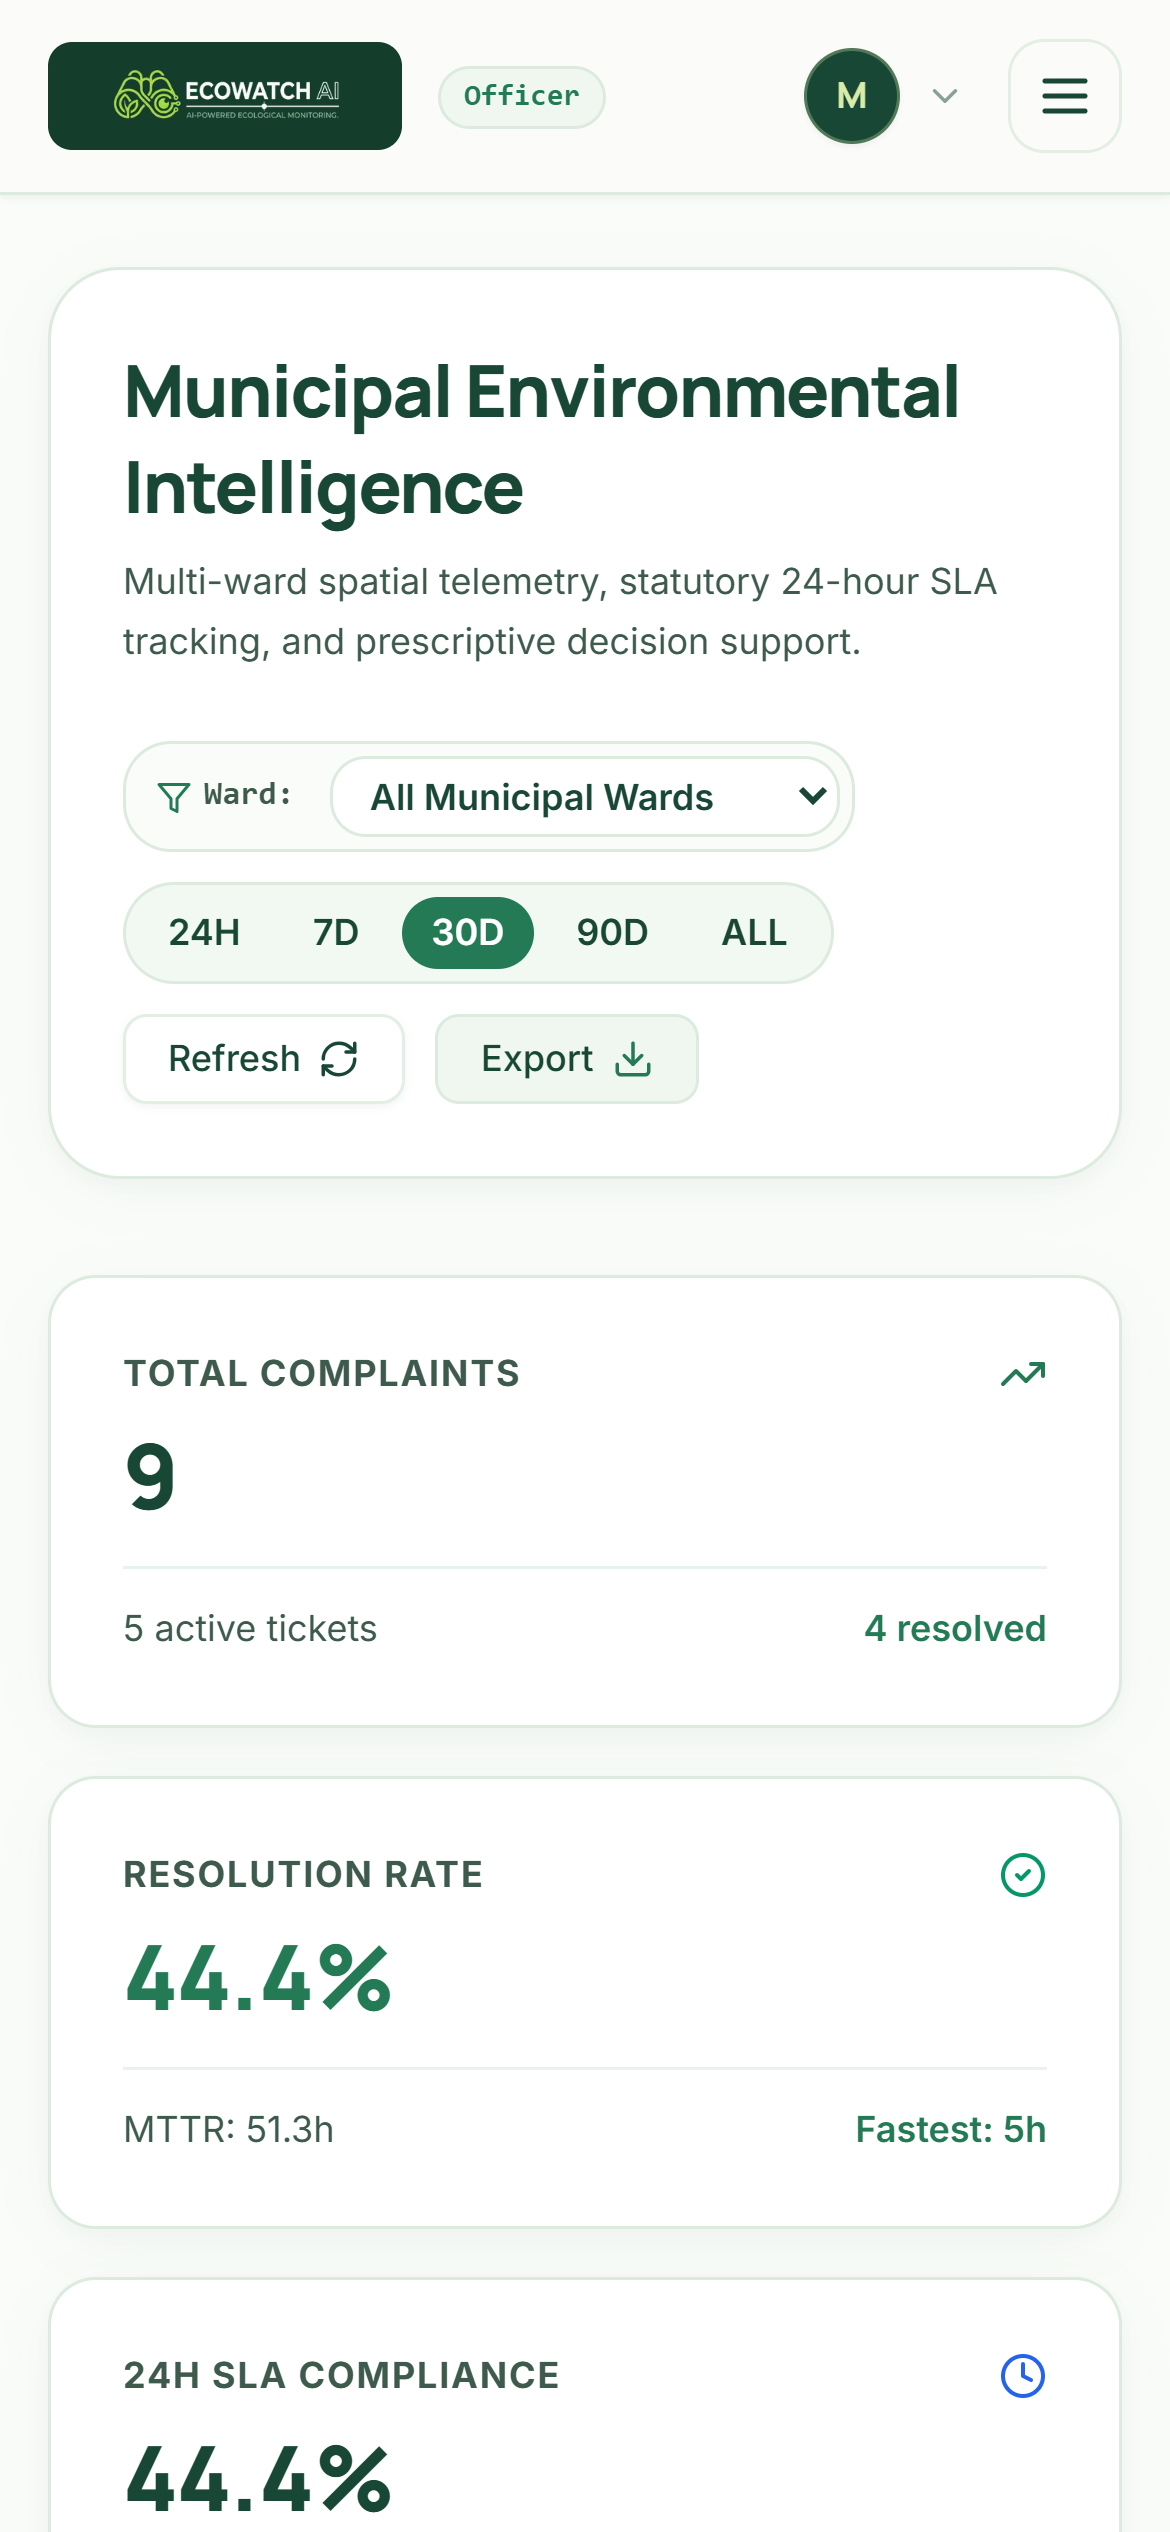 ECOWATCH AI
AI-POWERED ECOLOGICAL MONITORING.
Officer
M
Municipal Environmental
Intelligence
Multi-ward spatial telemetry, statutory 24-hour SLA
tracking, and prescriptive decision support.
Ward:
All Municipal Wards
24H 7D 30D 90D ALL
Refresh
Export
TOTAL COMPLAINTS
9
5 active tickets
4 resolved
RESOLUTION RATE
44.4%
MTTR: 51.3h
Fastest: 5h
24H SLA COMPLIANCE
44.4%